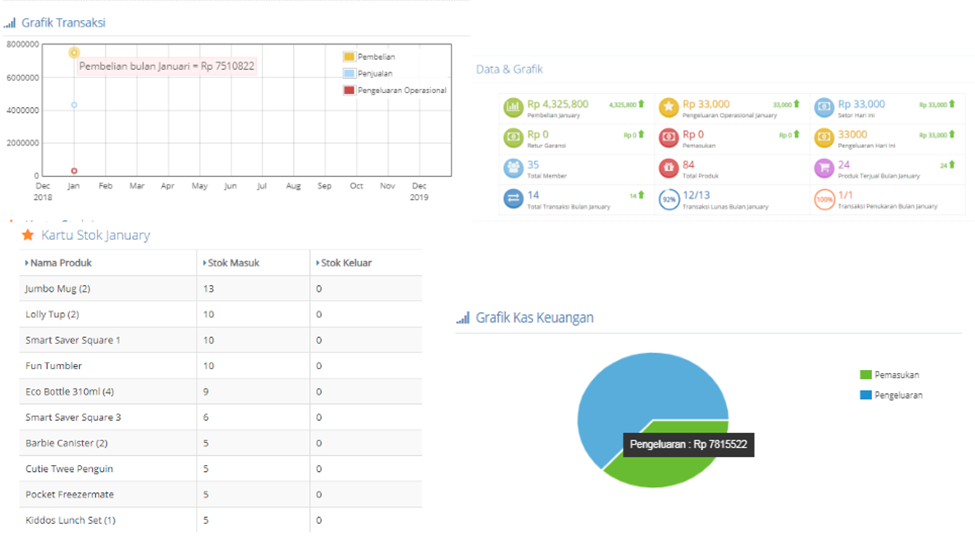 Grafik Transaksi
8000000
6000000
4000000
2000000
0
Dec 2018
Jan
Feb
Mar
Apr
May
Jun
Jul
Aug
Sep
Oct
Nov
Dec 2019
Pembelian bulan Januari = Rp 7510822
Pembelian
Penjualan
Pengeluaran Operasional
Data & Grafik
Rp 4,325,800 4,325,800
Pembelian January
Rp 33,000 33,000
Pengeluaran Operasional January
Rp 33,000 Rp 33,000
Setor Hari Ini
Rp 0 Rp 0
Retur Garansi
Rp 0 Rp 0
Pemasukan
33000 Rp 33,000
Pengeluaran Hari Ini
35
Total Member
84
Total Produk
24 24
Produk Terjual Bulan January
14 14
Total Transaksi Bulan January
92% 12/13
Transaksi Lunas Bulan January
100% 1/1
Transaksi Penukaran Bulan January
Kartu Stok January
Nama Produk Stok Masuk Stok Keluar
Jumbo Mug (2) 13 0
Lolly Tup (2) 10 0
Smart Saver Square 1 10 0
Fun Tumbler 10 0
Eco Bottle 310ml (4) 9 0
Smart Saver Square 3 6 0
Barbie Canister (2) 5 0
Cutie Twee Penguin 5 0
Pocket Freezermate 5 0
Kiddos Lunch Set (1) 5 0
Grafik Kas Keuangan
Pemasukan
Pengeluaran
Pengeluaran : Rp 7815522